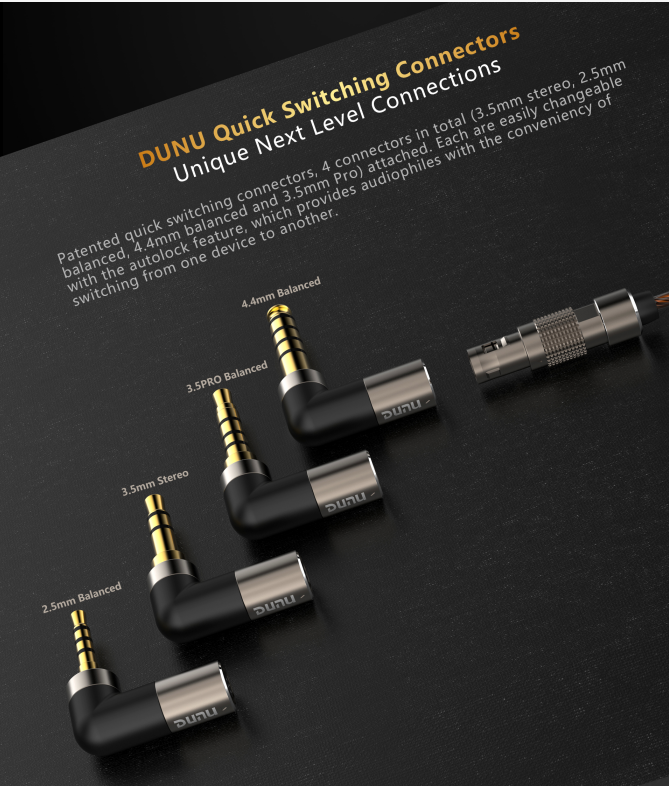 DUNU Quick Switching Connectors
Unique Next Level Connections
Patented quick switching connectors, 4 connectors in total (3.5mm stereo, 2.5mm
balanced, 4.4mm balanced and 3.5mm Pro) attached. Each are easily changeable
with the autolock feature, which provides audiophiles with the conveniency of
switching from one device to another.
4.4mm Balanced
DUNU
3.5PRO Balanced
DUNU
3.5mm Stereo
DUNU
2.5mm Balanced
DUNU